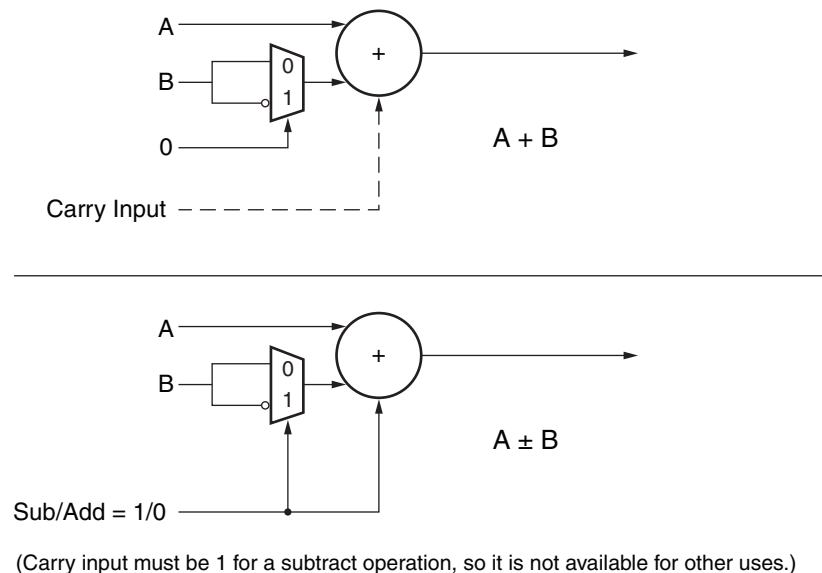 A
+
0
B
1
0
A + B
Carry Input
A
+
0
B
1
A ± B
Sub/Add = 1/0
(Carry input must be 1 for a subtract operation, so it is not available for other uses.)